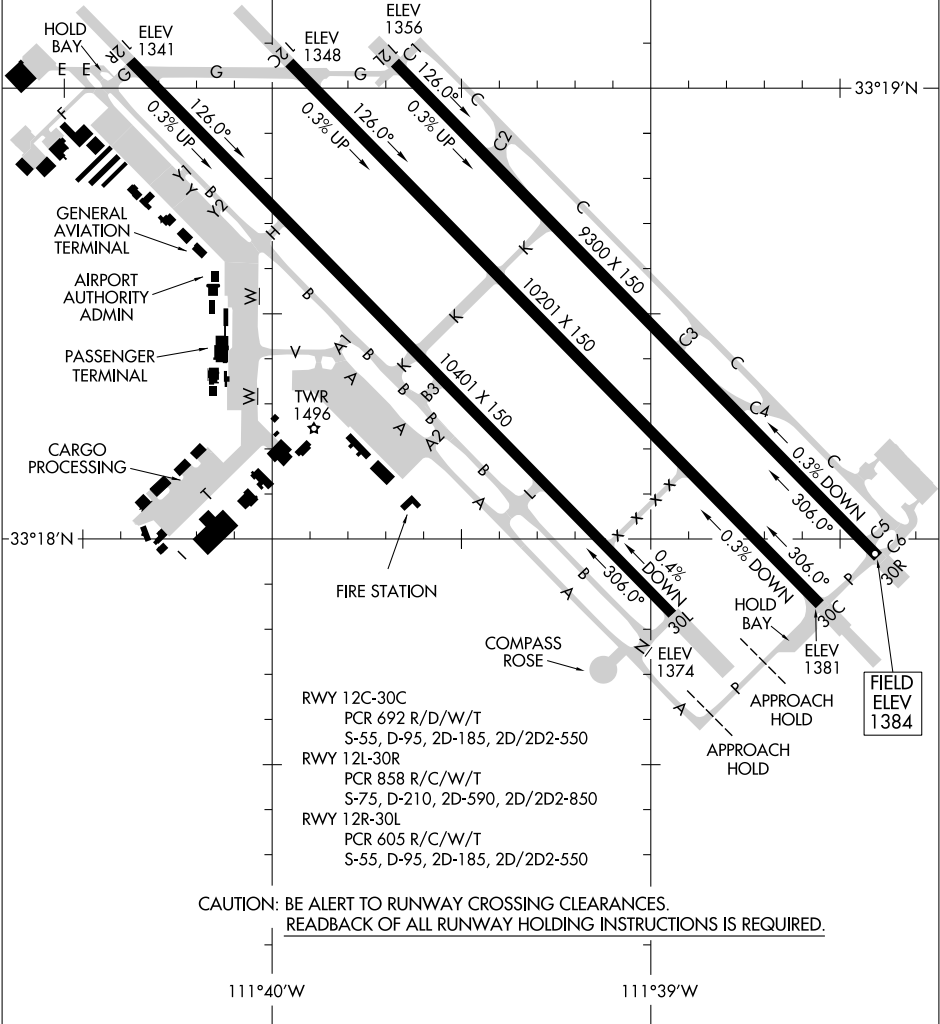 HOLD
BAY
ELEV
1341
ELEV
1348
ELEV
1356
12R
12C
12L
C1
E
E
G
G
G
F
33°19'N
126.0°
0.3% UP
126.0°
0.3% UP
126.0°
0.3% UP
C
C2
C
Y1
Y
B
Y2
H
GENERAL
AVIATION
TERMINAL
AIRPORT
AUTHORITY
ADMIN
PASSENGER
TERMINAL
W
W
B
K
K
K
9300 X 150
10201 X 150
10401 X 150
C3
C
C4
C
V
A1
B
A
B
B3
B
A
A2
B
A
L
TWR
1496
CARGO
PROCESSING
T
33°18'N
FIRE STATION
X
X
X
X
0.3% DOWN
306.0°
C5
C6
30R
P
0.3% DOWN
306.0°
30C
0.4%
DOWN
306.0°
30L
B
A
N
HOLD
BAY
ELEV
1374
ELEV
1381
COMPASS
ROSE
A
P
APPROACH
HOLD
APPROACH
HOLD
FIELD
ELEV
1384
RWY 12C-30C
PCR 692 R/D/W/T
S-55, D-95, 2D-185, 2D/2D2-550
RWY 12L-30R
PCR 858 R/C/W/T
S-75, D-210, 2D-590, 2D/2D2-850
RWY 12R-30L
PCR 605 R/C/W/T
S-55, D-95, 2D-185, 2D/2D2-550
CAUTION: BE ALERT TO RUNWAY CROSSING CLEARANCES.
READBACK OF ALL RUNWAY HOLDING INSTRUCTIONS IS REQUIRED.
111°40'W
111°39'W